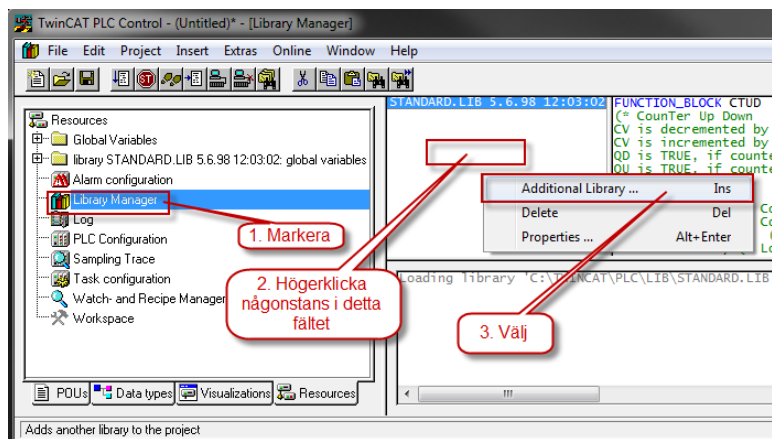 TwinCAT PLC Control - (Untitled)* - [Library Manager]
File Edit Project Insert Extras Online Window Help
Resources
Global Variables
library STANDARD.LIB 5.6.98 12:03:02: global variables
Alarm configuration
Library Manager
Log
PLC Configuration
Sampling Trace
Task configuration
Watch- and Recipe Manager
Workspace
1. Markera
2. Högerklicka
någonstans i detta
fältet
3. Välj
POUs Data types Visualizations Resources
STANDARD.LIB 5.6.98 12:03:02
FUNCTION_BLOCK CTUD
(* CounTer Up Down
CV is decremented by
CV is incremented by
QD is TRUE, if counte
QU is TRUE, if counte
Additional Library ... Ins
Delete Del
Properties ... Alt+Enter
Co
Co
Lo
Loading library 'C:\TWINCAT\PLC\LIB\STANDARD.LIB
Adds another library to the project